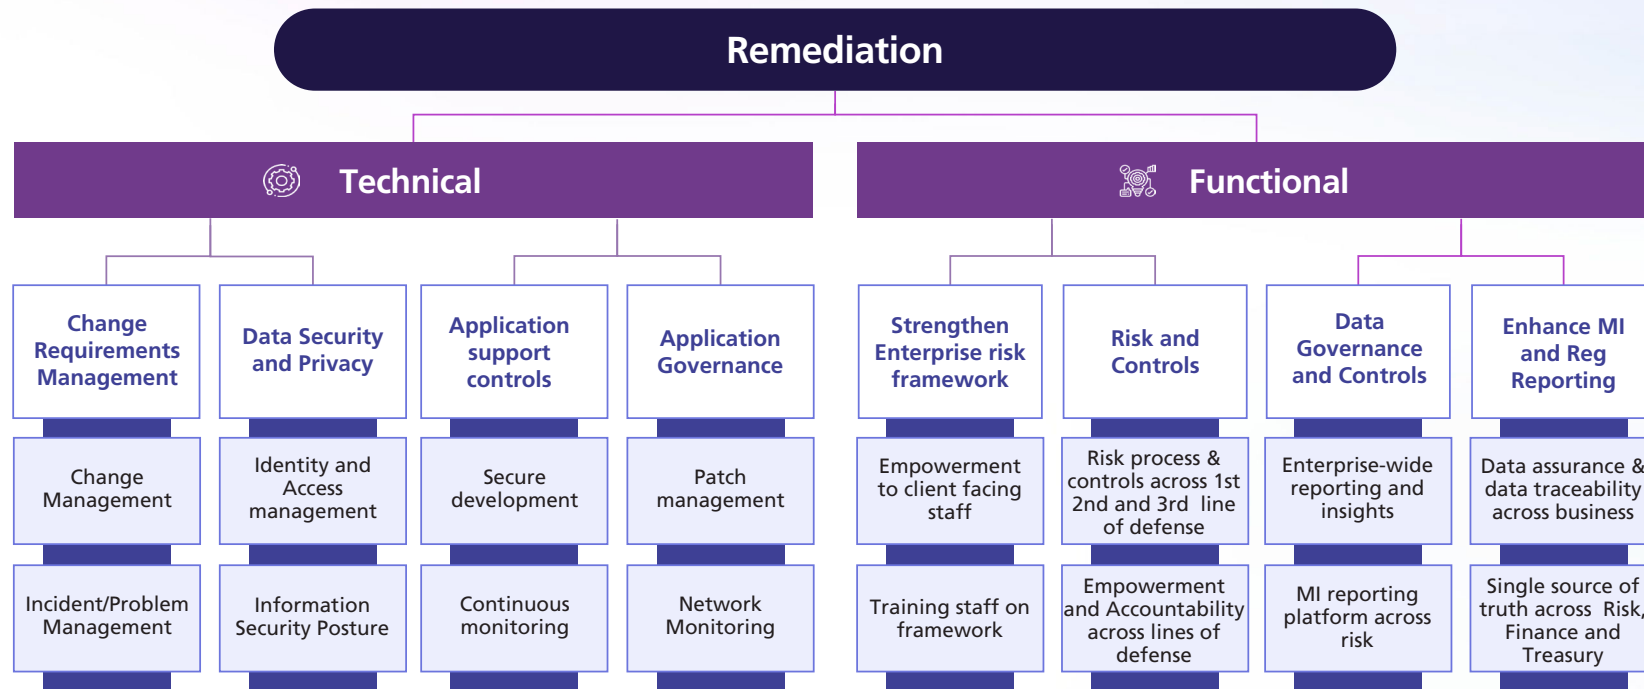 Remediation
Technical
Functional
Change
Requirements
Management
Data Security
and Privacy
Application
support
controls
Application
Governance
Strengthen
Enterprise risk
framework
Risk and
Controls
Data
Governance
and Controls
Enhance MI
and Reg
Reporting
Change
Management
Identity and
Access
management
Secure
development
Patch
management
Empowerment
to client facing
staff
Risk process &
controls across 1st
2nd and 3rd line
of defense
Enterprise-wide
reporting and
insights
Data assurance &
data traceability
across business
Incident/Problem
Management
Information
Security Posture
Continuous
monitoring
Network
Monitoring
Training staff on
framework
Empowerment
and Accountability
across lines of
defense
MI reporting
platform across
risk
Single source of
truth across Risk,
Finance and
Treasury